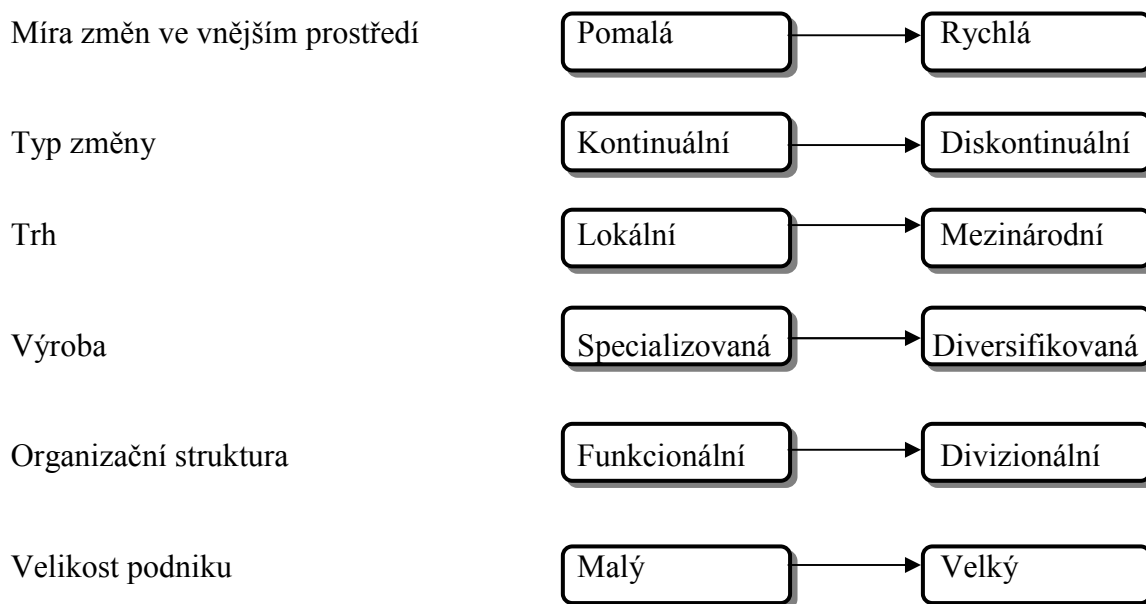 Míra změn ve vnějším prostředí Pomalá Rychlá
Typ změny Kontinuální Diskontinuální
Trh Lokální Mezinárodní
Výroba Specializovaná Diversifikovaná
Organizační struktura Funkcionální Divizionální
Velikost podniku Malý Velký